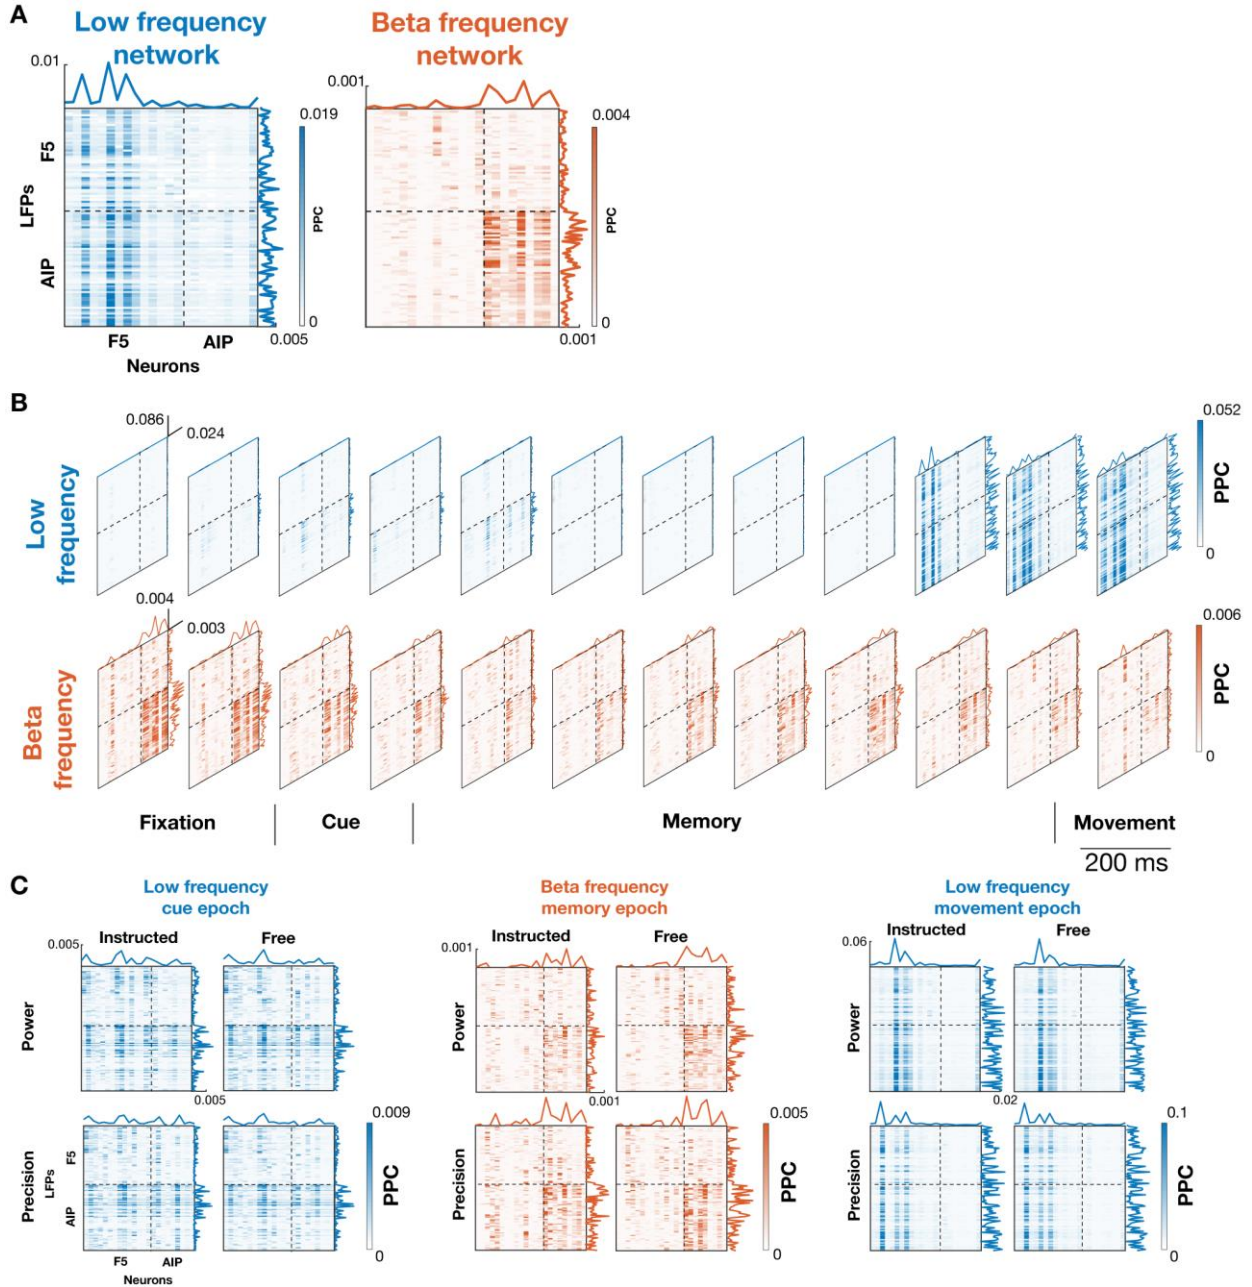 A
Low frequency
network
Beta frequency
network
0.01
0.001
0.019
0.004
F5
LFPs
AIP
PPC
PPC
0
0
F5
AIP
0.005
0.001
Neurons
B
0.086
0.024
0.052
Low
frequency
PPC
0
0.004
0.003
0.006
Beta
frequency
PPC
0
Fixation
Cue
Memory
Movement
200 ms
C
Low frequency
cue epoch
Beta frequency
memory epoch
Low frequency
movement epoch
Instructed
Free
Instructed
Free
Instructed
Free
0.005
0.001
0.06
Power
Power
Power
0.005
0.001
0.02
0.009
0.005
0.1
Precision
LFPs
F5
AIP
PPC
Precision
PPC
Precision
PPC
0
0
0
F5
AIP
Neurons